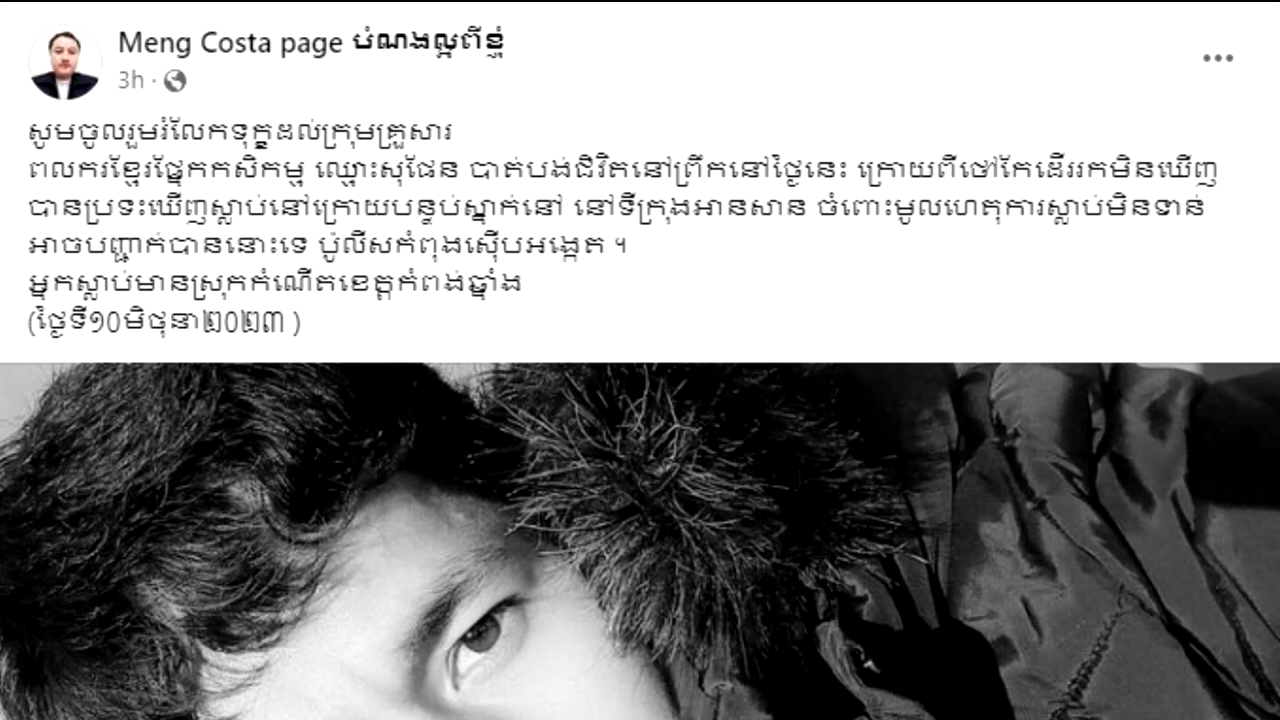 Meng Costa page បំណងល្អពីខ្ញុំ
3h ·
សូមចូលរួមរំលែកទុក្ខដល់ក្រុមគ្រួសារ
ពលករខ្មែរផ្នែកកសិកម្ម ឈ្មោះសុផែន បាត់បង់ជិវិតនៅព្រឹកនៅថ្ងៃនេះ ក្រោយពីថៅកែដើររកមិនឃើញ
បានប្រទះឃើញស្លាប់នៅក្រោយបន្ទប់ស្នាក់នៅ នៅទីក្រុងអានសាន ចំពោះមូលហេតុការស្លាប់មិនទាន់
អាចបញ្ជាក់បាននោះទេ ប៉ូលីសកំពុងស៊ើបអង្កេត ។
អ្នកស្លាប់មានស្រុកកំណើតខេត្តកំពង់ឆ្នាំង
(ថ្ងៃទី១0មិថុនា២0២៣ )